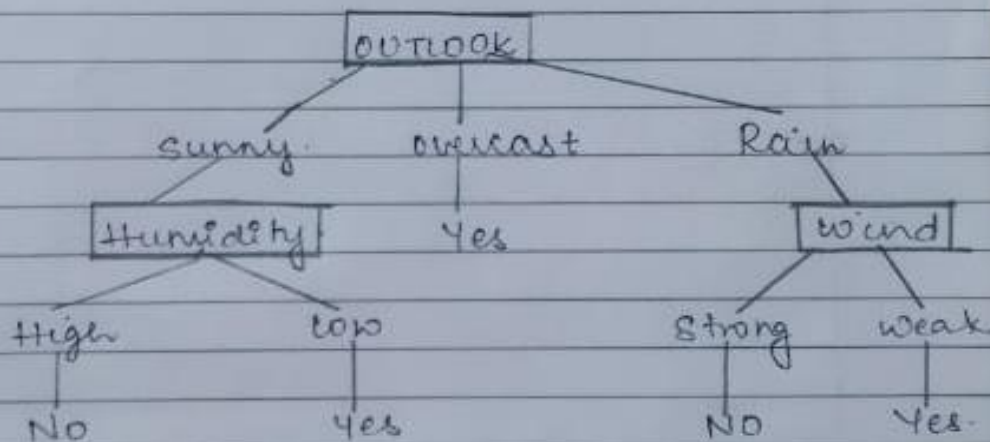 OUTLOOK
Sunny. overcast Rain
Humidity Yes Wind
High Low Strong Weak
No Yes No Yes.